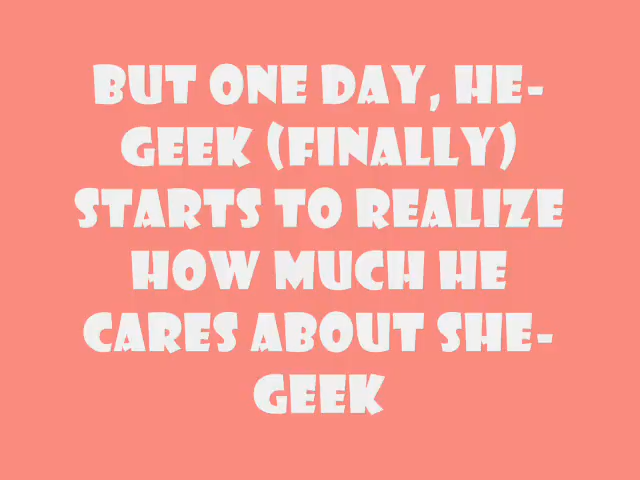 BUT ONE DAY, HE-
GEEK (FINALLY)
STARTS TO REALIZE
HOW MUCH HE
CARES ABOUT SHE-
GEEK